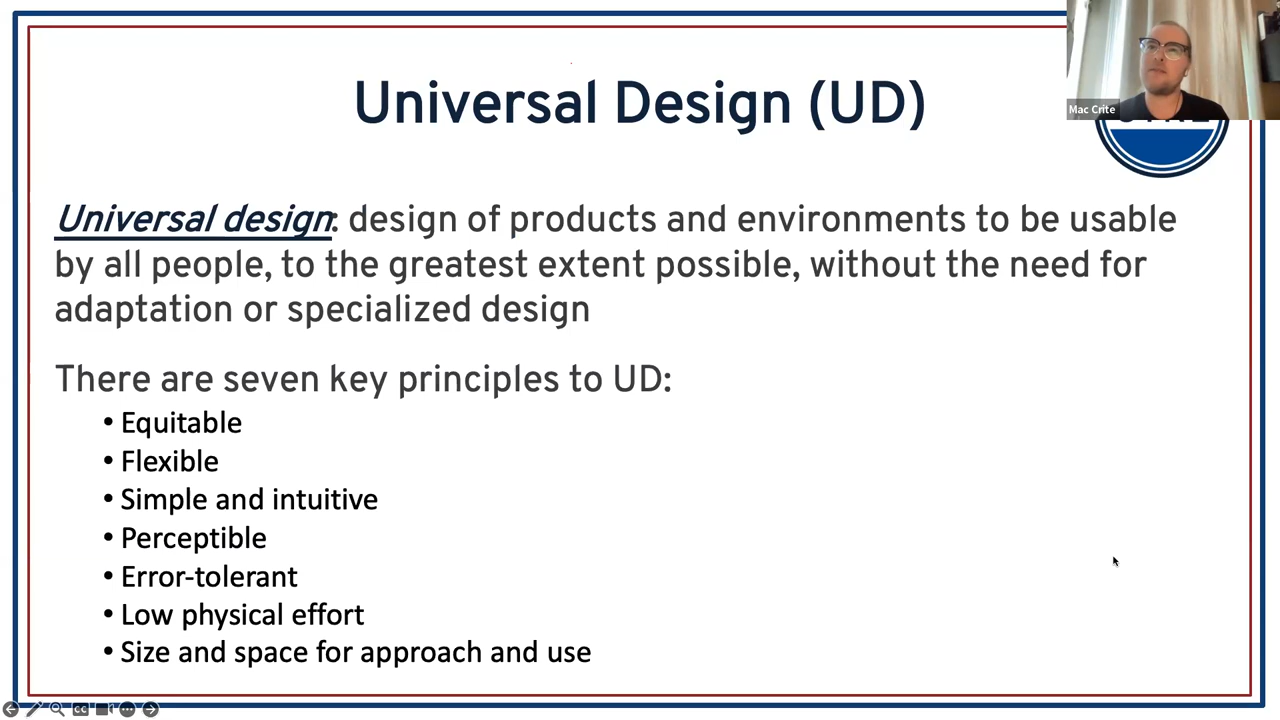 Universal Design (UD)
Mac Crite
Universal design: design of products and environments to be usable
by all people, to the greatest extent possible, without the need for
adaptation or specialized design
There are seven key principles to UD:
• Equitable
• Flexible
• Simple and intuitive
• Perceptible
• Error-tolerant
• Low physical effort
• Size and space for approach and use
CC